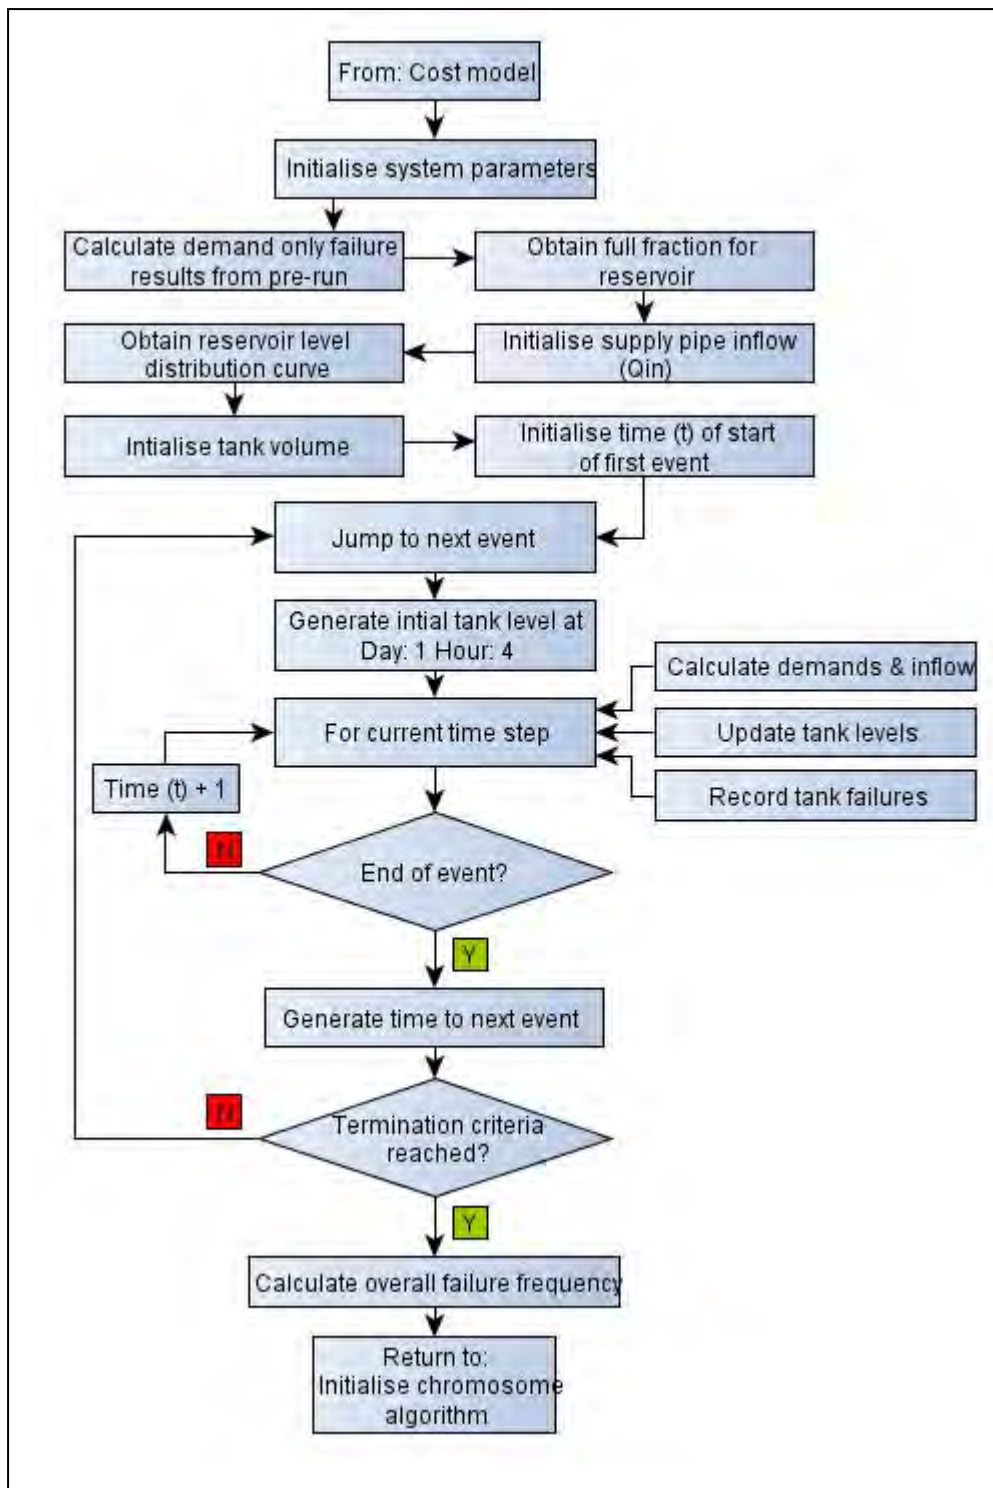 From: Cost model
Initialise system parameters
Calculate demand only failure
results from pre-run
Obtain full fraction for
reservoir
Obtain reservoir level
distribution curve
Initialise supply pipe inflow
(Qin)
Intialise tank volume
Initialise time (t) of start
of first event
Jump to next event
Generate intial tank level at
Day: 1 Hour: 4
Calculate demands & inflow
For current time step
Update tank levels
Time (t) + 1
Record tank failures
N
End of event?
Y
Generate time to next event
N
Termination criteria
reached?
Y
Calculate overall failure frequency
Return to:
Initialise chromosome
algorithm